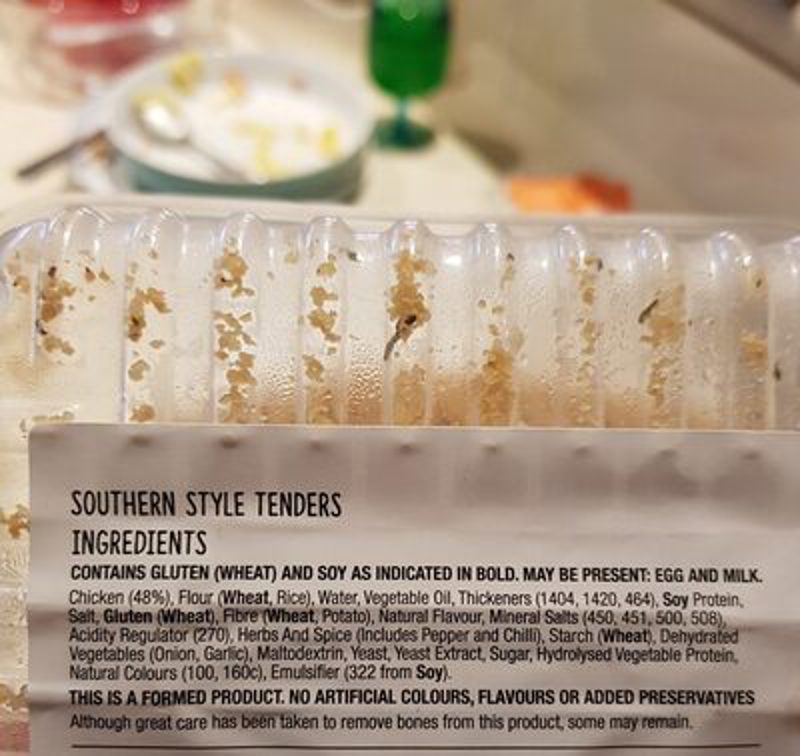 SOUTHERN STYLE TENDERS
INGREDIENTS
CONTAINS GLUTEN (WHEAT) AND SOY AS INDICATED IN BOLD. MAY BE PRESENT: EGG AND MILK.
Chicken (48%), Flour (Wheat, Rice), Water, Vegetable Oil, Thickeners (1404, 1420, 464), Soy Protein,
Salt, Gluten (Wheat), Fibre (Wheat, Potato), Natural Flavour, Mineral Salts (450, 451, 500, 508),
Acidity Regulator (270), Herbs And Spice (Includes Pepper and Chilli), Starch (Wheat), Dehydrated
Vegetables (Onion, Garlic), Maltodextrin, Yeast, Yeast Extract, Sugar, Hydrolysed Vegetable Protein,
Natural Colours (100, 160c), Emulsifier (322 from Soy).
THIS IS A FORMED PRODUCT. NO ARTIFICIAL COLOURS, FLAVOURS OR ADDED PRESERVATIVES
Although great care has been taken to remove bones from this product, some may remain.